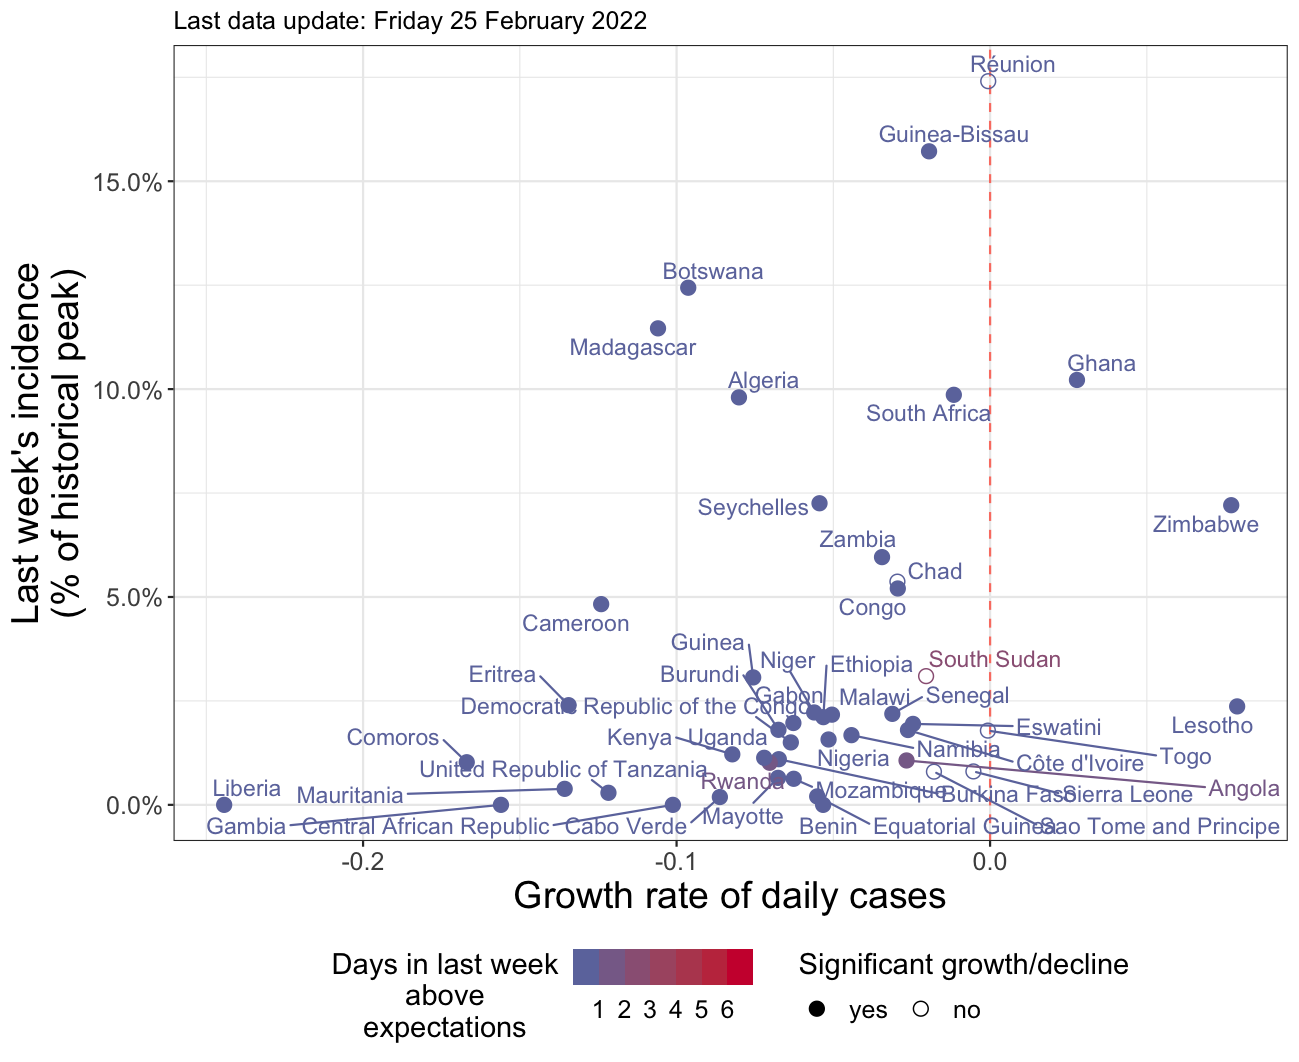 Last data update: Friday 25 February 2022
Réunion
Guinea-Bissau
15.0%
Botswana
Madagascar
Ghana
Algeria
10.0%
South Africa
Seychelles
Zimbabwe
Zambia
Chad
5.0%
Congo
Cameroon
Guinea
South Sudan
Niger
Ethiopia
Eritrea
Burundi
Gabon
Malawi
Senegal
Democratic Republic of the Congo
Lesotho
Eswatini
Comoros
Kenya
Uganda
Namibia
Togo
Nigeria
Côte d'Ivoire
United Republic of Tanzania
Rwanda
Liberia
Mauritania
Mozambique
Burkina Faso
Sierra Leone
Angola
0.0%
Mayotte
Gambia
Central African Republic
Cabo Verde
Benin
Equatorial Guinea
Sao Tome and Principe
-0.2
-0.1
0.0
Last week's incidence
(% of historical peak)
Growth rate of daily cases
Days in last week
above
expectations
1 2 3 4 5 6
Significant growth/decline
yes
no